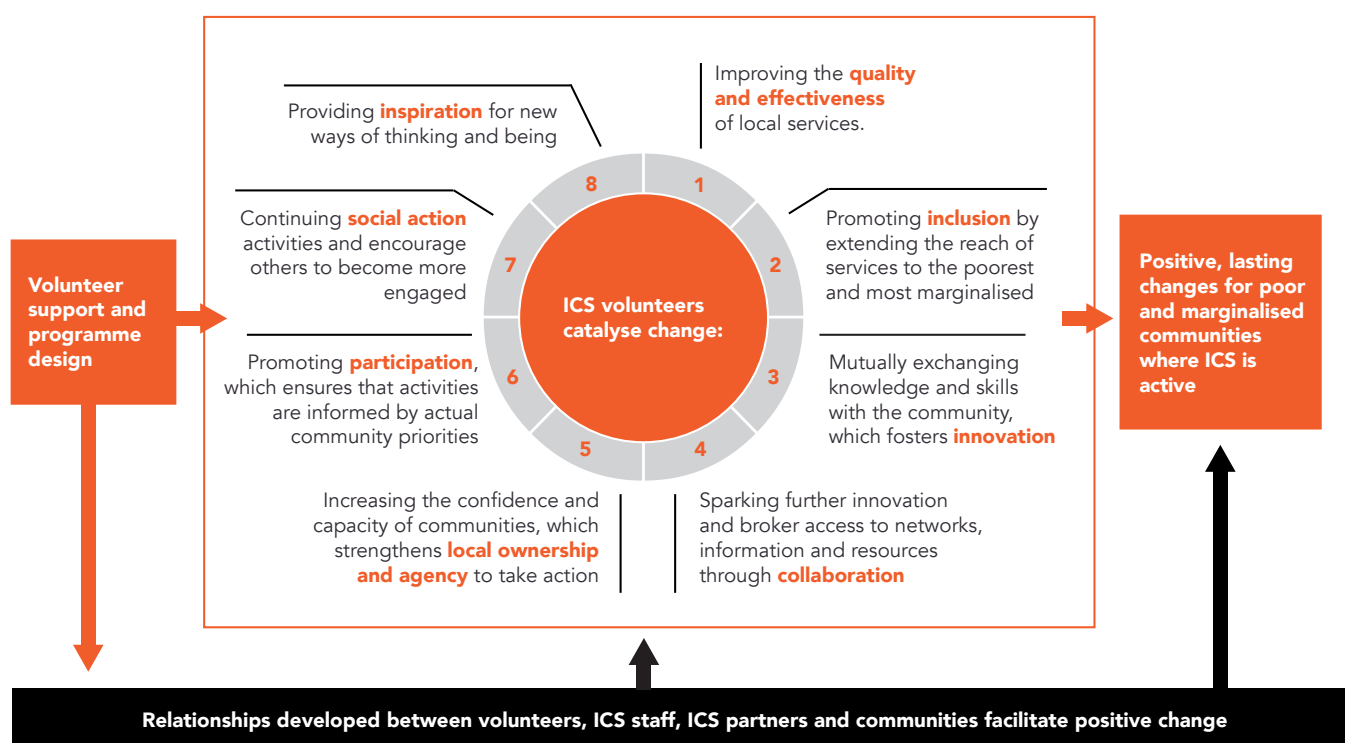 Volunteer
support and
programme
design
Providing inspiration for new
ways of thinking and being
Continuing social action
activities and encourage
others to become more
engaged
Promoting participation,
which ensures that activities
are informed by actual
community priorities
Increasing the confidence and
capacity of communities, which
strengthens local ownership
and agency to take action
8
1
7
2
6
3
5
4
ICS volunteers
catalyse change:
Improving the quality
and effectiveness
of local services.
Promoting inclusion by
extending the reach of
services to the poorest
and most marginalised
Mutually exchanging
knowledge and skills
with the community,
which fosters innovation
Sparking further innovation
and broker access to networks,
information and resources
through collaboration
Positive, lasting
changes for poor
and marginalised
communities
where ICS is
active
Relationships developed between volunteers, ICS staff, ICS partners and communities facilitate positive change